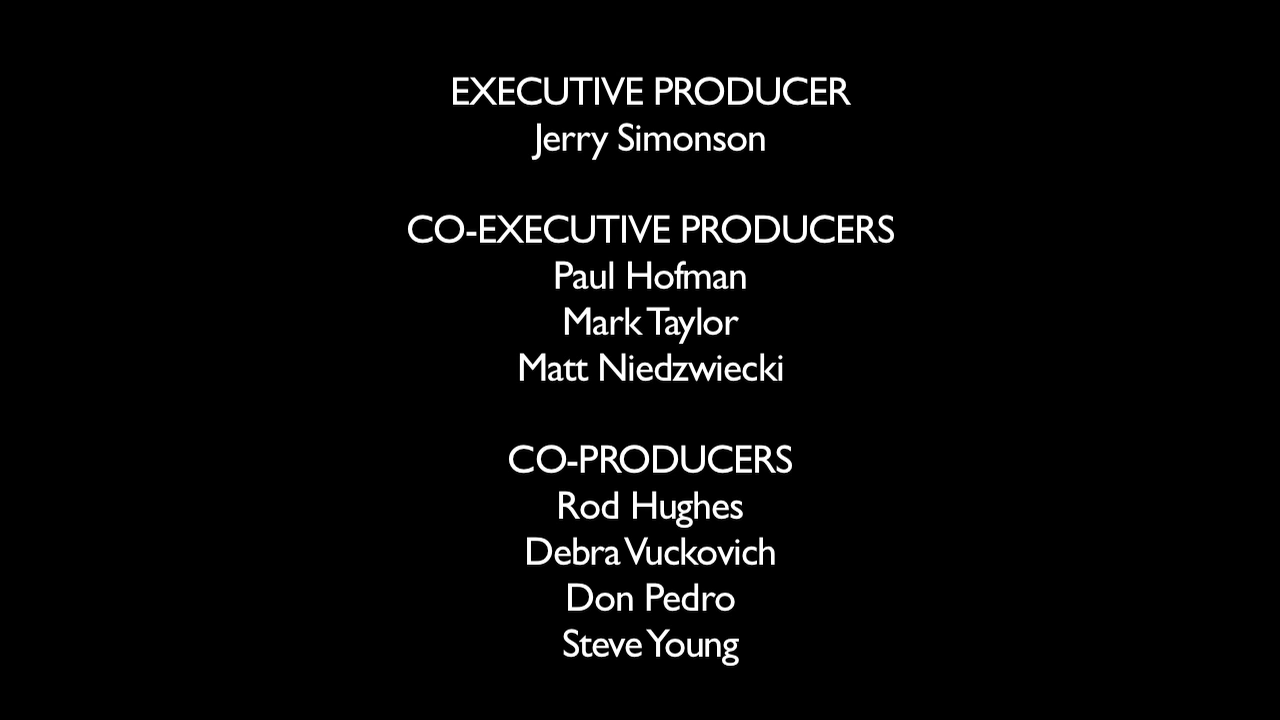 EXECUTIVE PRODUCER
Jerry Simonson
CO-EXECUTIVE PRODUCERS
Paul Hofman
Mark Taylor
Matt Niedzwiecki
CO-PRODUCERS
Rod Hughes
Debra Vuckovich
Don Pedro
Steve Young